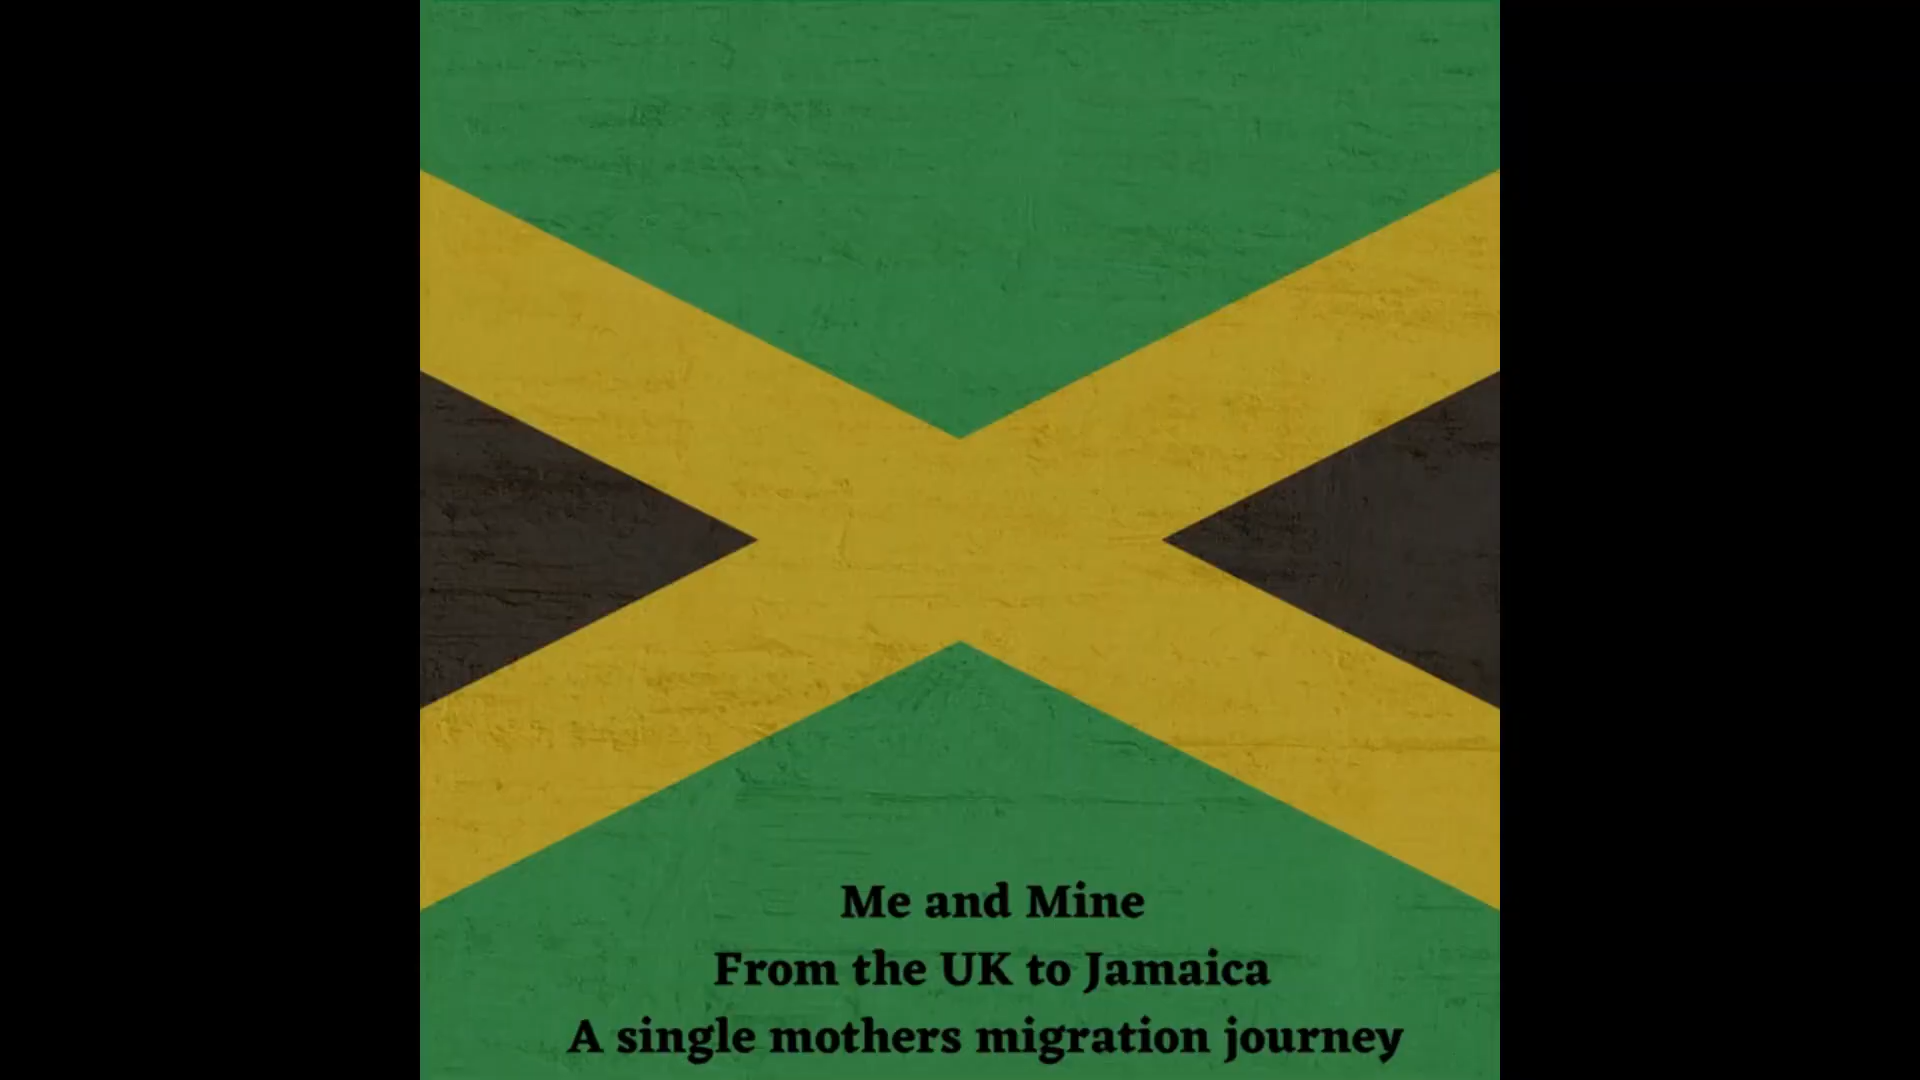 Me and Mine
From the UK to Jamaica
A single mothers migration journey